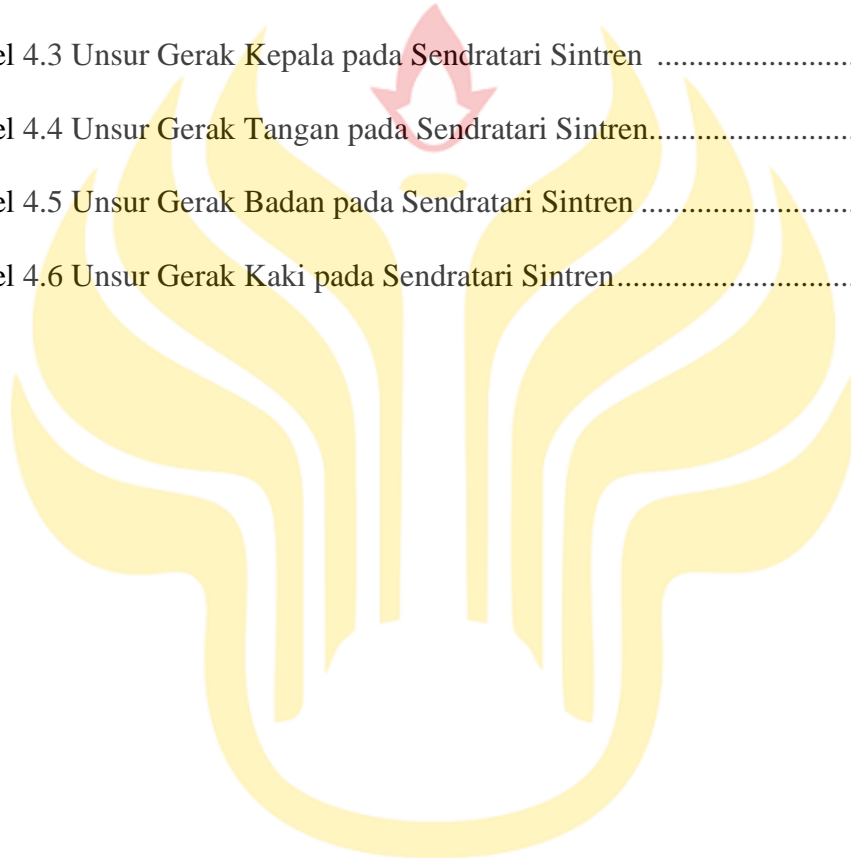 el 4.3 Unsur Gerak Kepala pada Sendratari Sintren ........................
el 4.4 Unsur Gerak Tangan pada Sendratari Sintren.........................
el 4.5 Unsur Gerak Badan pada Sendratari Sintren ..........................
el 4.6 Unsur Gerak Kaki pada Sendratari Sintren.............................